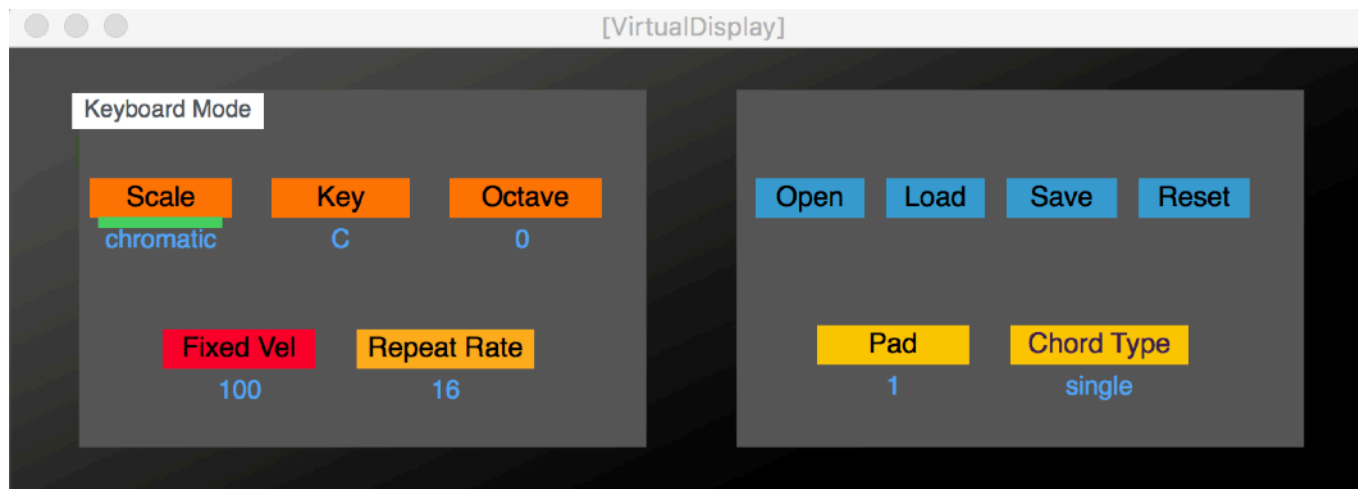 [VirtualDisplay]
Keyboard Mode
Scale Key Octave
chromatic C 0
Fixed Vel Repeat Rate
100 16
Open Load Save Reset
Pad Chord Type
1 single